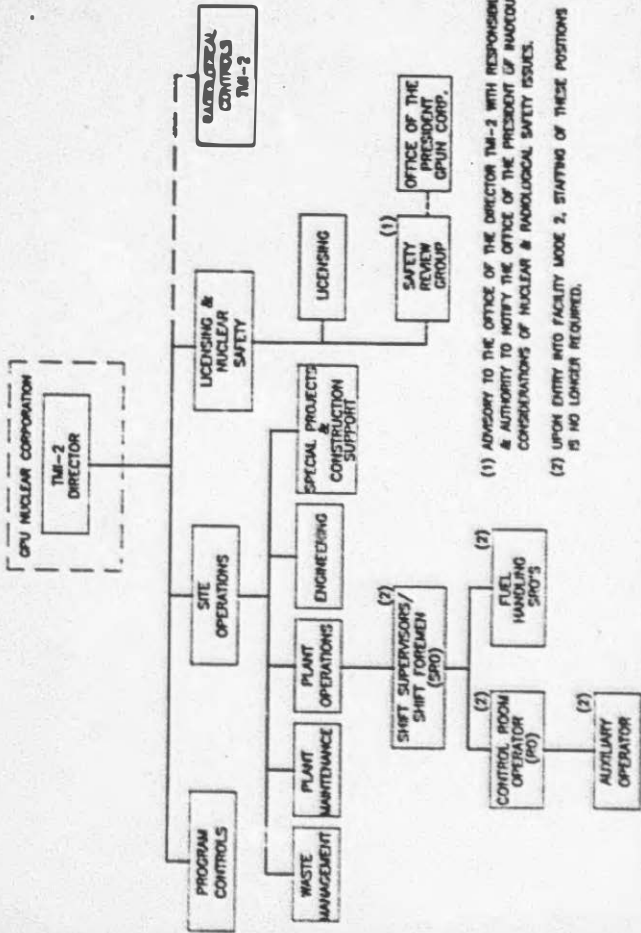 GPU NUCLEAR CORPORATION
TMI-2
DIRECTOR
RADIOLOGICAL
CONTROLS
TMI-2
PROGRAM
CONTROLS
SITE
OPERATIONS
LICENSING &
NUCLEAR
SAFETY
WASTE
MANAGEMENT
PLANT
MAINTENANCE
PLANT
OPERATIONS
ENGINEERING
SPECIAL PROJECTS
&
CONSTRUCTION
SUPPORT
LICENSING
(1)
SAFETY
REVIEW
GROUP
OFFICE OF THE
PRESIDENT
GPUN CORP.
(2)
SHIFT SUPERVISORS/
SHIFT FOREMEN
(SRO)
(2)
CONTROL ROOM
OPERATOR
(RO)
(2)
FUEL
HANDLING
SRO'S
(2)
AUXILIARY
OPERATOR
(1) ADVISORY TO THE OFFICE OF THE DIRECTOR TMI-2 WITH
& AUTHORITY TO NOTIFY THE OFFICE OF THE PRESIDENT OF
CONSIDERATIONS OF NUCLEAR & RADIOLOGICAL SAFETY ISSUES.
(2) UPON ENTRY INTO FACILITY MODE 2, STAFFING OF THESE POSITIONS
IS NO LONGER REQUIRED.